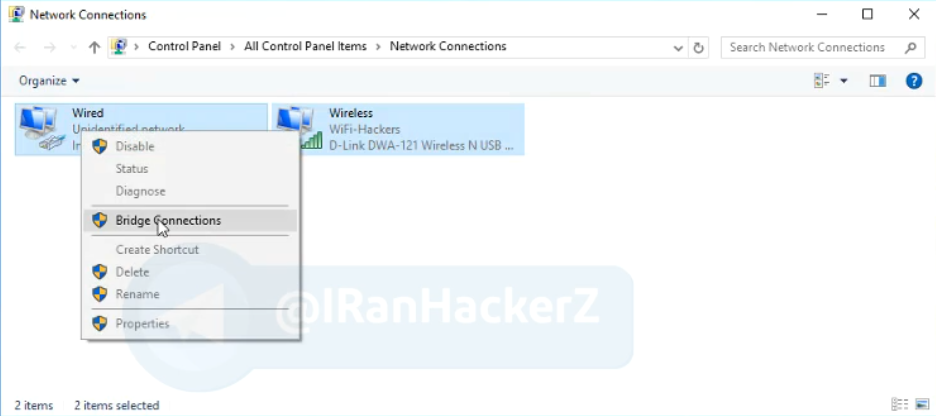 Network Connections
Control Panel > All Control Panel Items > Network Connections
Search Network Connections
Organize
Wired
Unidentified network
Wireless
WiFi-Hackers
D-Link DWA-121 Wireless N USB ...
Disable
Status
Diagnose
Bridge Connections
Create Shortcut
Delete
Rename
Properties
@IRanHackerZ
2 items 2 items selected